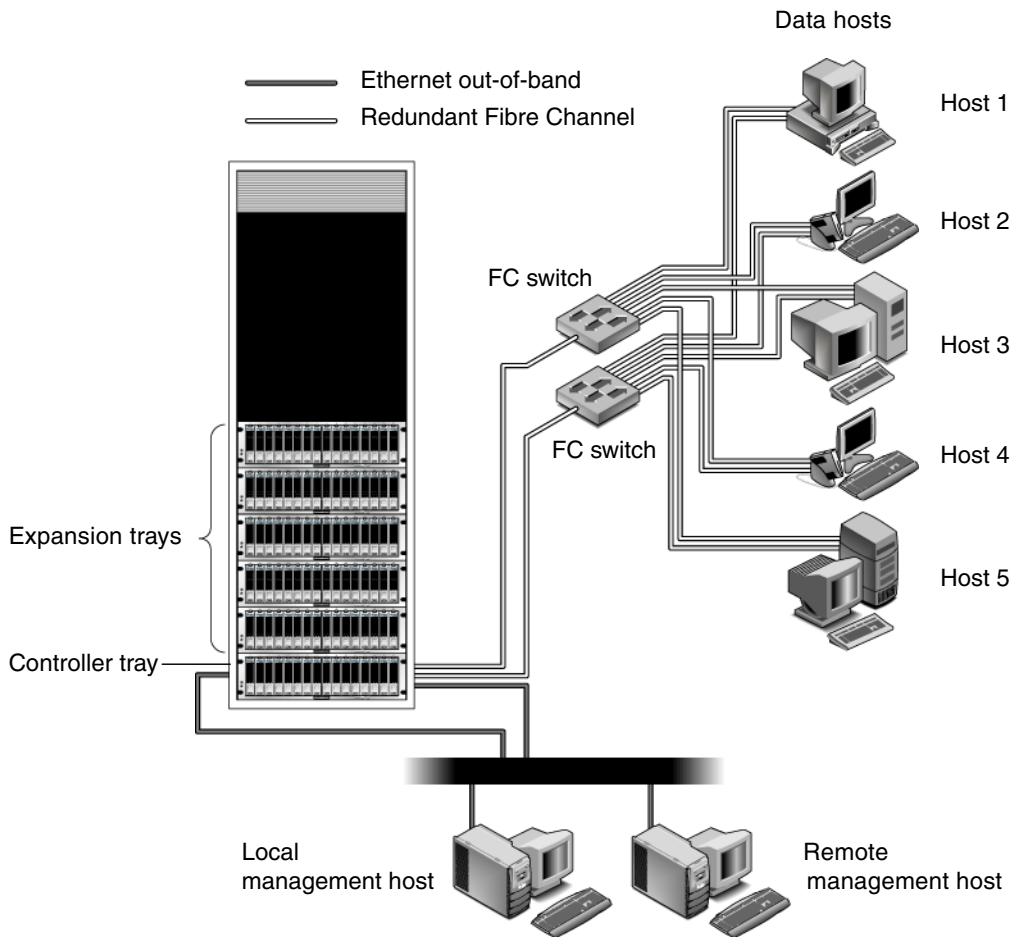 Data hosts
Ethernet out-of-band
Redundant Fibre Channel
Host 1
Host 2
FC switch
Host 3
FC switch
Host 4
Expansion trays
Host 5
Controller tray
Local
management host
Remote
management host